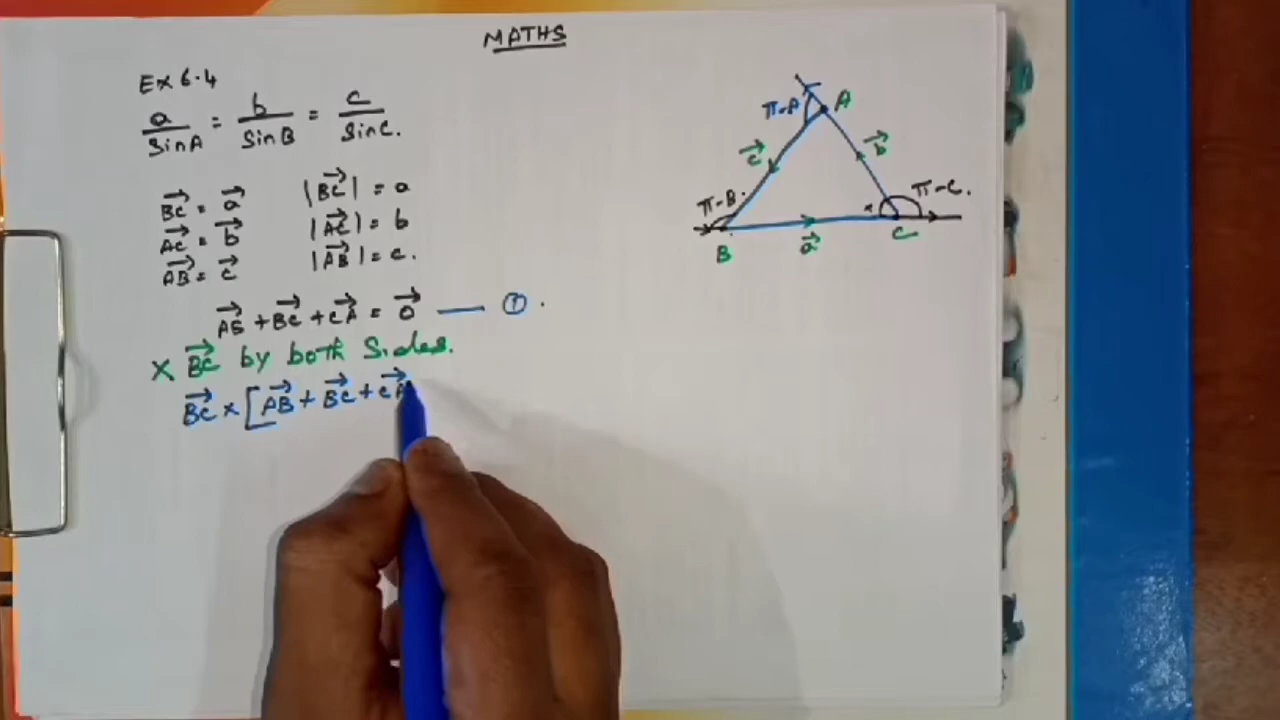 MATHS
Ex 6.4
a/SinA = b/SinB = c/SinC.
BC⃗ = a⃗ |BC⃗| = a
AC⃗ = b⃗ |AC⃗| = b
AB⃗ = c⃗ |AB⃗| = c.
AB⃗ + BC⃗ + CA⃗ = 0⃗ — ①.
× BC⃗ by both Sides.
BC⃗ × [AB⃗ + BC⃗ + CA⃗
π-A A
c⃗ b⃗
π-B. π-C.
B a⃗ C